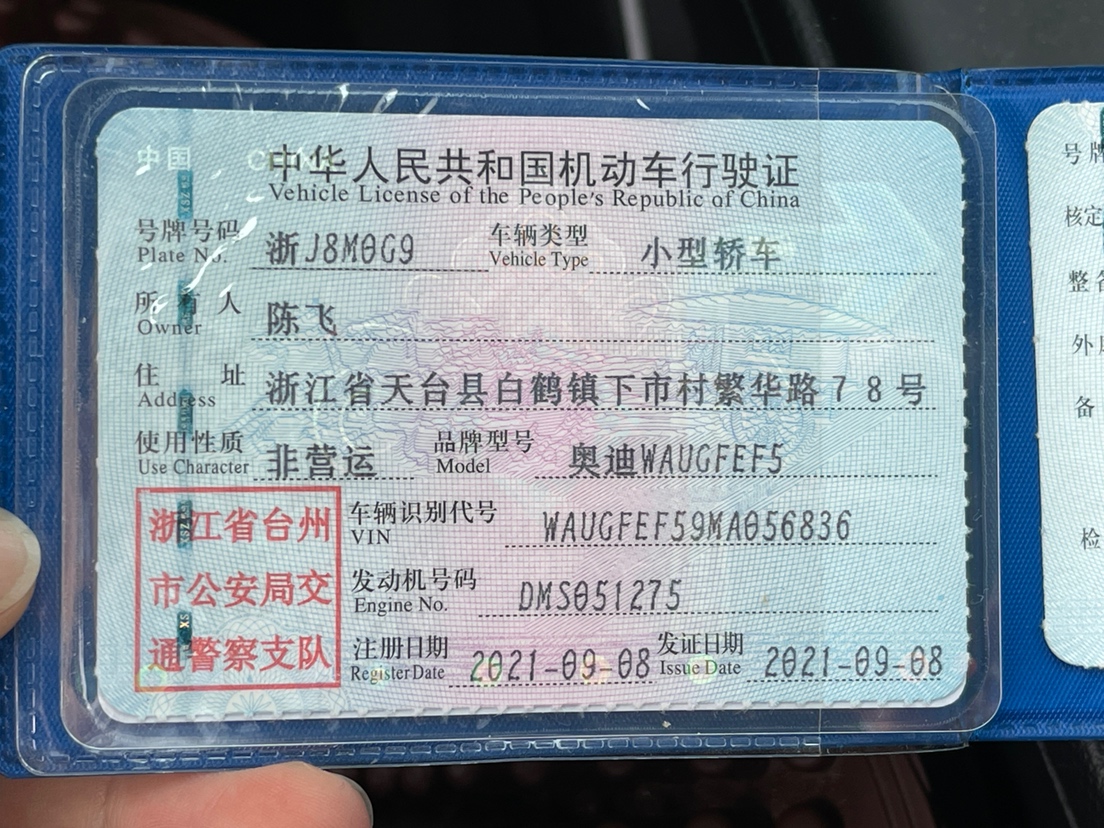 中国 C
中华人民共和国机动车行驶证
Vehicle License of the People's Republic of China
号牌号码 浙J8M0G9 车辆类型 小型轿车
Plate No. Vehicle Type
所有人 陈飞
Owner
住址 浙江省天台县白鹤镇下市村繁华路78号
Address
使用性质 非营运 品牌型号 奥迪WAUGFEF5
Use Character Model
浙江省台州
市公安局交
通警察支队
车辆识别代号 WAUGFEF59MA056836
VIN
发动机号码 DMS051275
Engine No.
注册日期 2021-09-08 发证日期 2021-09-08
Register Date Issue Date
号牌
核定
整备
外
备
检